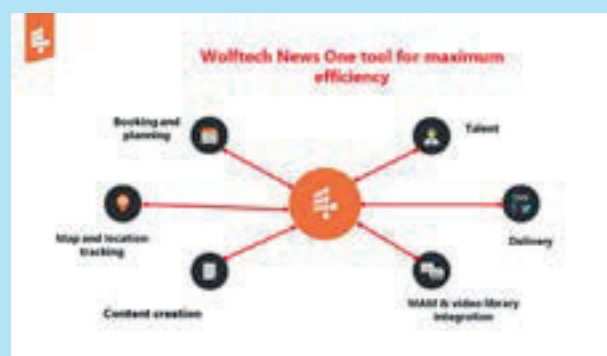 Wolftech News One tool for maximum
efficiency
Booking and
planning
Talent
Map and location
tracking
Delivery
Content creation
MAM & video library
integration